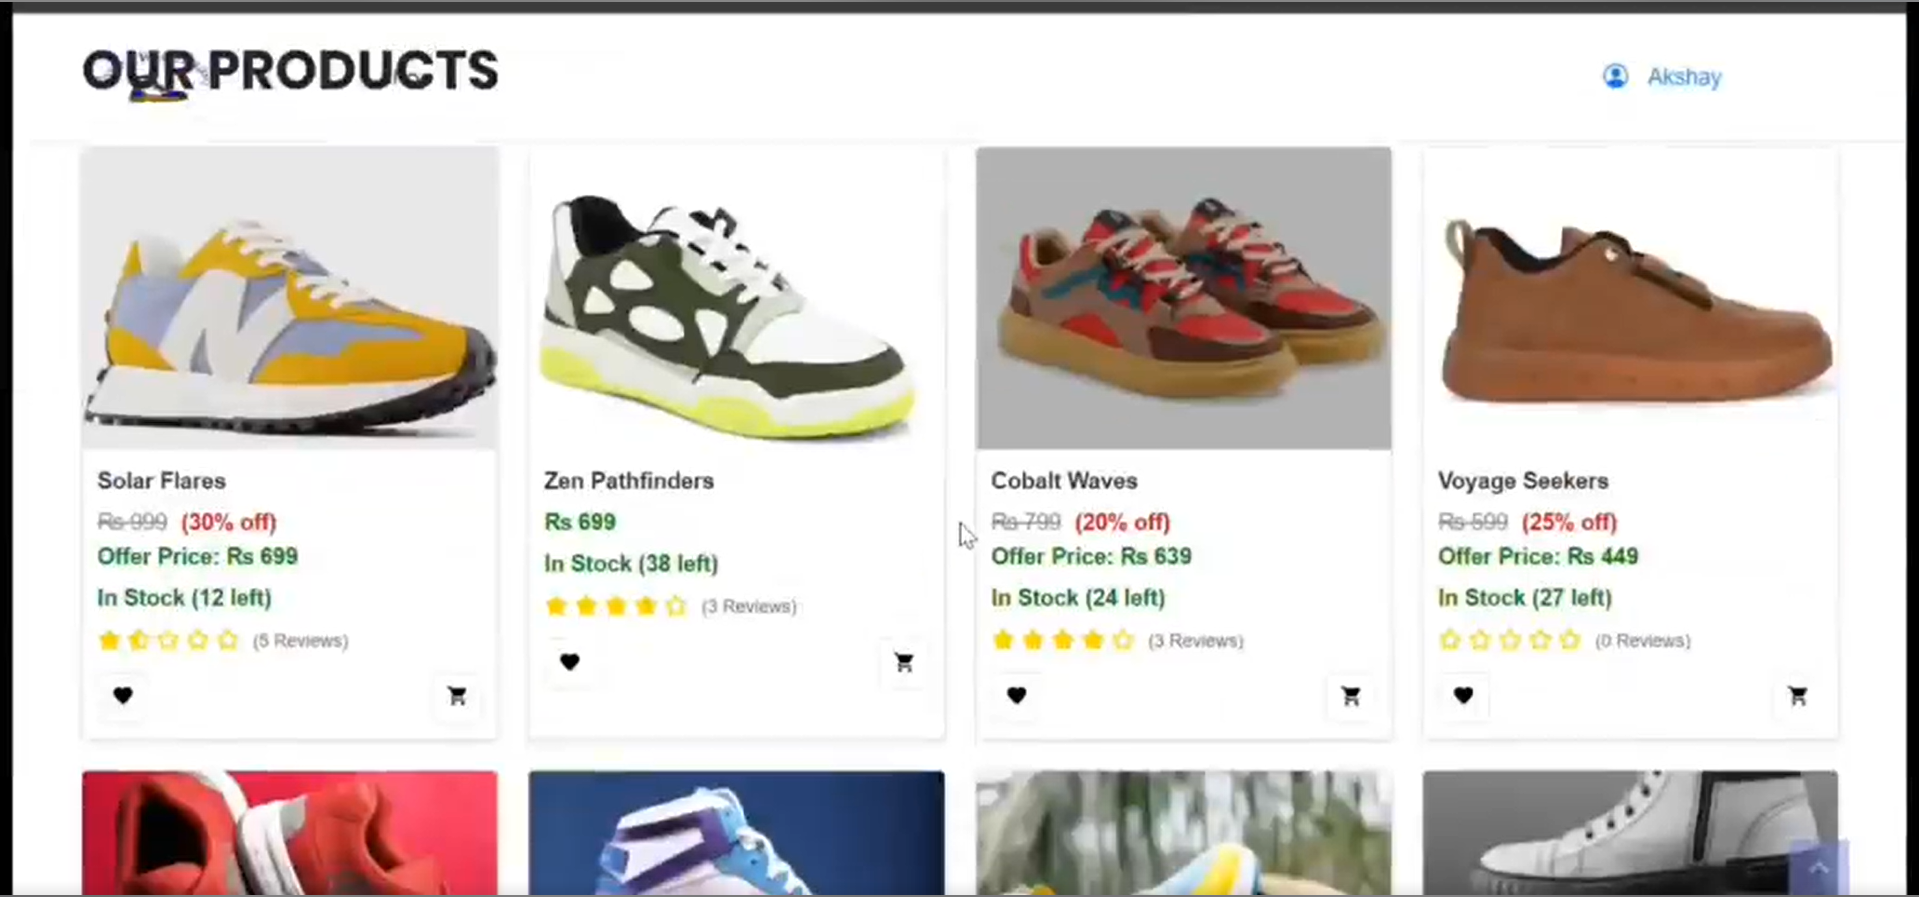 OUR PRODUCTS
Akshay
N
Solar Flares
Rs 999 (30% off)
Offer Price: Rs 699
In Stock (12 left)
(5 Reviews)
Zen Pathfinders
Rs 699
In Stock (38 left)
(3 Reviews)
Cobalt Waves
Rs 799 (20% off)
Offer Price: Rs 639
In Stock (24 left)
(3 Reviews)
Voyage Seekers
Rs 599 (25% off)
Offer Price: Rs 449
In Stock (27 left)
(0 Reviews)